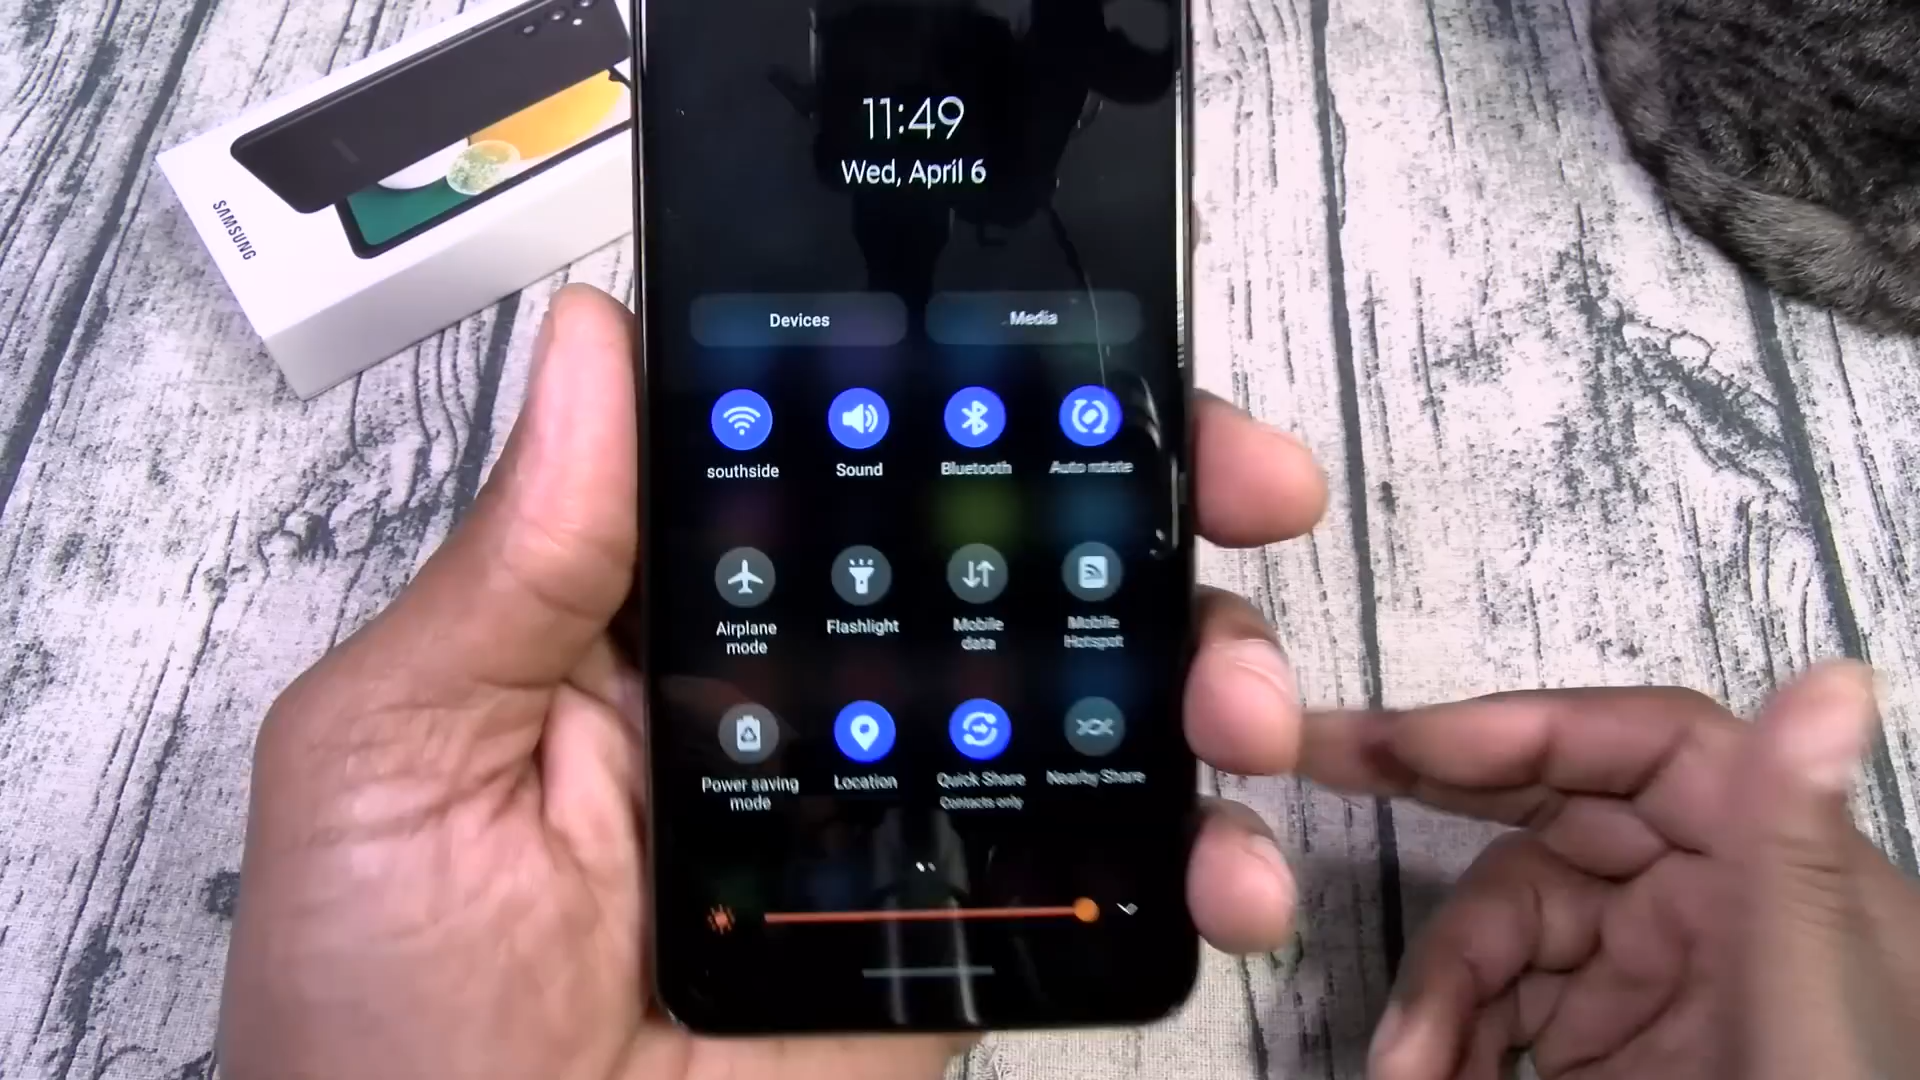 SAMSUNG
11:49
Wed, April 6
Devices
Media
southside
Sound
Bluetooth
Auto rotate
Airplane
mode
Flashlight
Mobile
data
Mobile
Hotspot
Power saving
mode
Location
Quick Share
Contacts only
Nearby Share